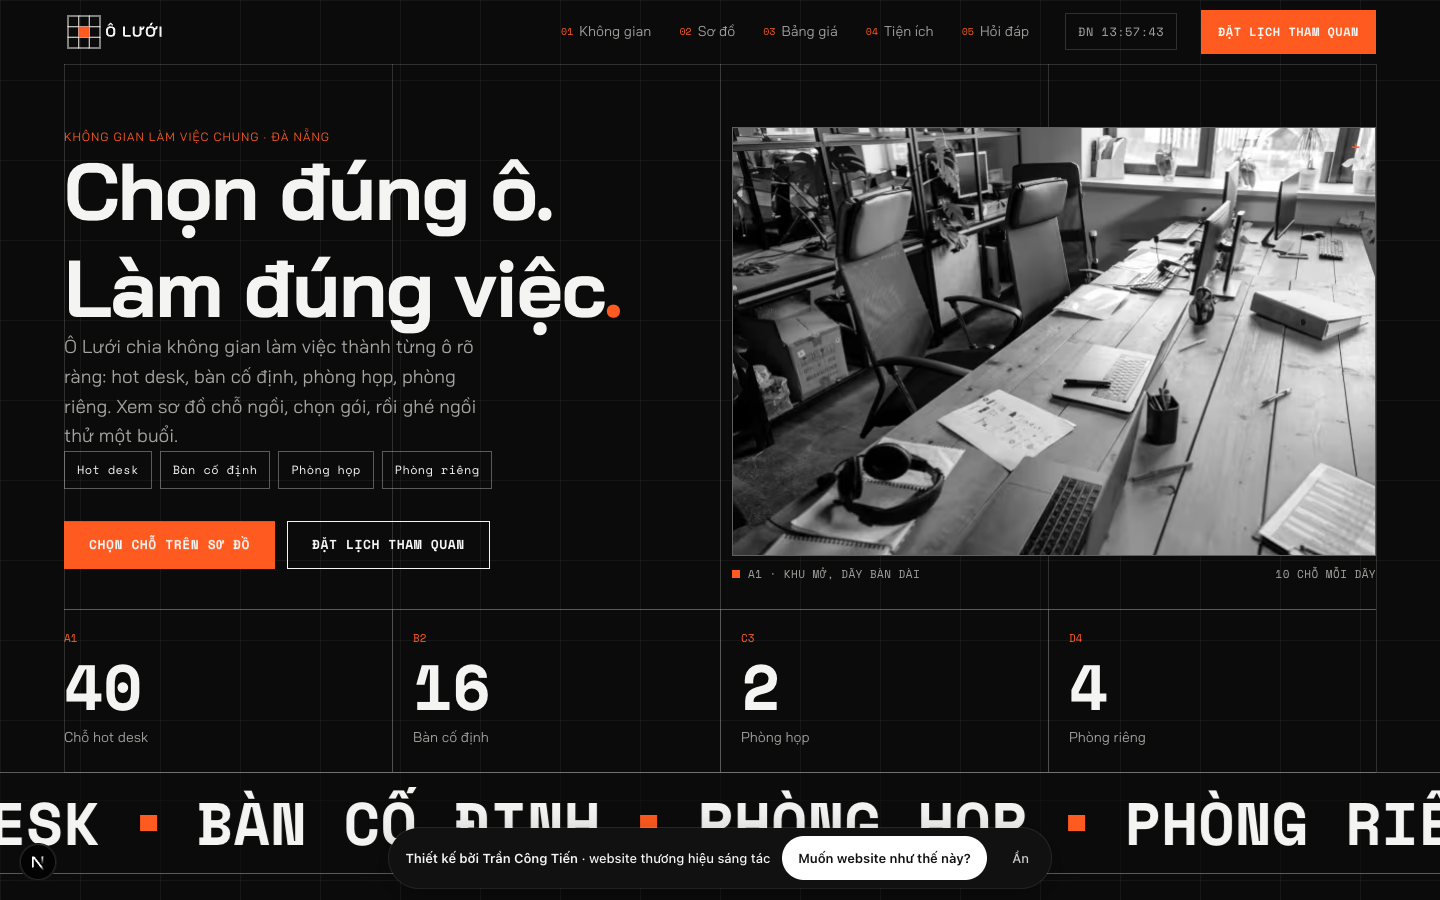 Ô LƯỚI
01 Không gian
02 Sơ đồ
03 Bảng giá
04 Tiện ích
05 Hỏi đáp
ĐN 13:57:43
ĐẶT LỊCH THAM QUAN
KHÔNG GIAN LÀM VIỆC CHUNG · ĐÀ NẴNG
Chọn đúng ô.
Làm đúng việc.
Ô Lưới chia không gian làm việc thành từng ô rõ
ràng: hot desk, bàn cố định, phòng họp, phòng
riêng. Xem sơ đồ chỗ ngồi, chọn gói, rồi ghé ngồi
thử một buổi.
Hot desk
Bàn cố định
Phòng họp
Phòng riêng
CHỌN CHỖ TRÊN SƠ ĐỒ
ĐẶT LỊCH THAM QUAN
A1 · KHU MỞ, DÃY BÀN DÀI
10 CHỖ MỖI DÃY
A1
40
Chỗ hot desk
B2
16
Bàn cố định
C3
2
Phòng họp
D4
4
Phòng riêng
ESK ■ BÀN CỐ ĐỊNH ■ PHÒNG HỌP ■ PHÒNG RIÊ
Thiết kế bởi Trần Công Tiến · website thương hiệu sáng tác
Muốn website như thế này?
Ẩn
N